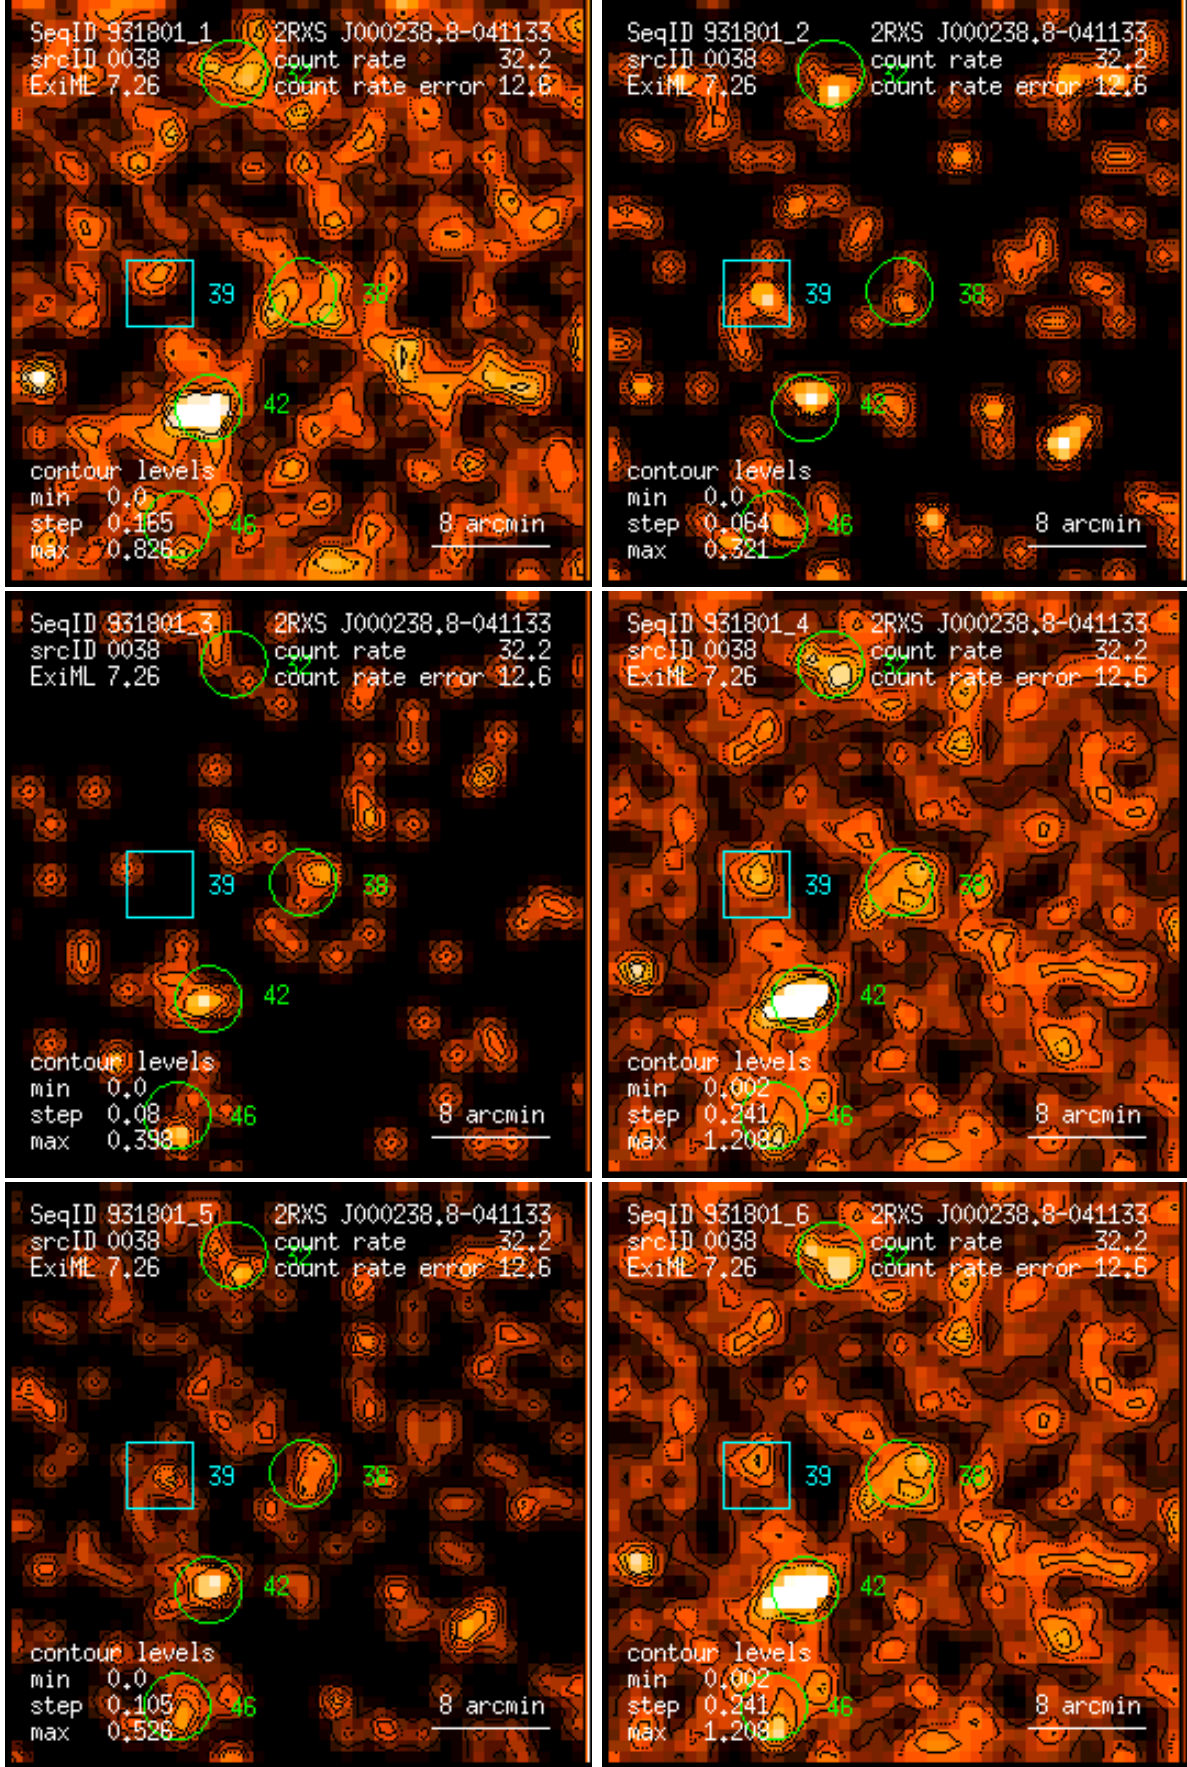 SeqID 931801_1 2RXS J000238.8-041133
srcID 0038 count rate 32.2
ExiML 7.26 count rate error 12.6
32
39
38
42
contour levels
min 0.0
step 0.165
max 0.826
46
8 arcmin
SeqID 931801_2 2RXS J000238.8-041133
srcID 0038 count rate 32.2
ExiML 7.26 count rate error 12.6
32
39
38
42
contour levels
min 0.0
step 0.064
max 0.321
46
8 arcmin
SeqID 931801_3 2RXS J000238.8-041133
srcID 0038 count rate 32.2
ExiML 7.26 count rate error 12.6
32
39
38
42
contour levels
min 0.0
step 0.08
max 0.398
46
8 arcmin
SeqID 931801_4 2RXS J000238.8-041133
srcID 0038 count rate 32.2
ExiML 7.26 count rate error 12.6
32
39
38
42
contour levels
min 0.002
step 0.241
max 1.208
46
8 arcmin
SeqID 931801_5 2RXS J000238.8-041133
srcID 0038 count rate 32.2
ExiML 7.26 count rate error 12.6
32
39
38
42
contour levels
min 0.0
step 0.105
max 0.526
46
8 arcmin
SeqID 931801_6 2RXS J000238.8-041133
srcID 0038 count rate 32.2
ExiML 7.26 count rate error 12.6
32
39
38
42
contour levels
min 0.002
step 0.241
max 1.208
46
8 arcmin